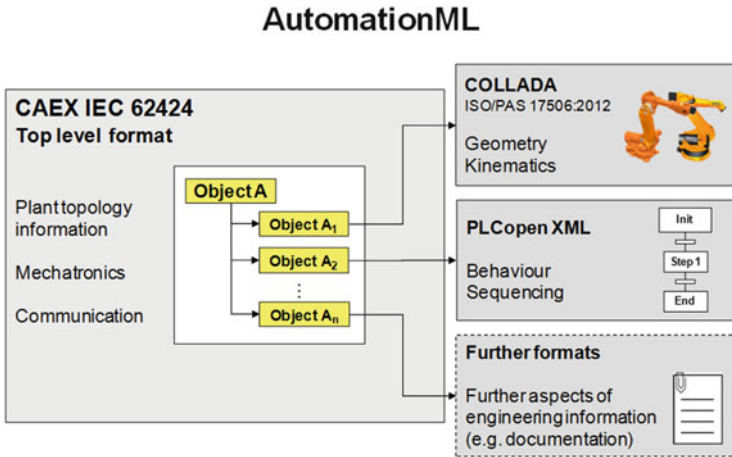 AutomationML
CAEX IEC 62424
Top level format
Plant topology
information
Mechatronics
Communication
Object A
Object A₁
Object A₂
⋮
Object Aₙ
COLLADA
ISO/PAS 17506:2012
Geometry
Kinematics
PLCopen XML
Behaviour
Sequencing
Init
Step 1
End
Further formats
Further aspects of
engineering information
(e.g. documentation)